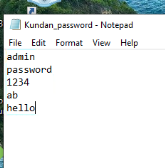 Kundan_password - Notepad
File Edit Format View Help
admin
password
1234
ab
hello